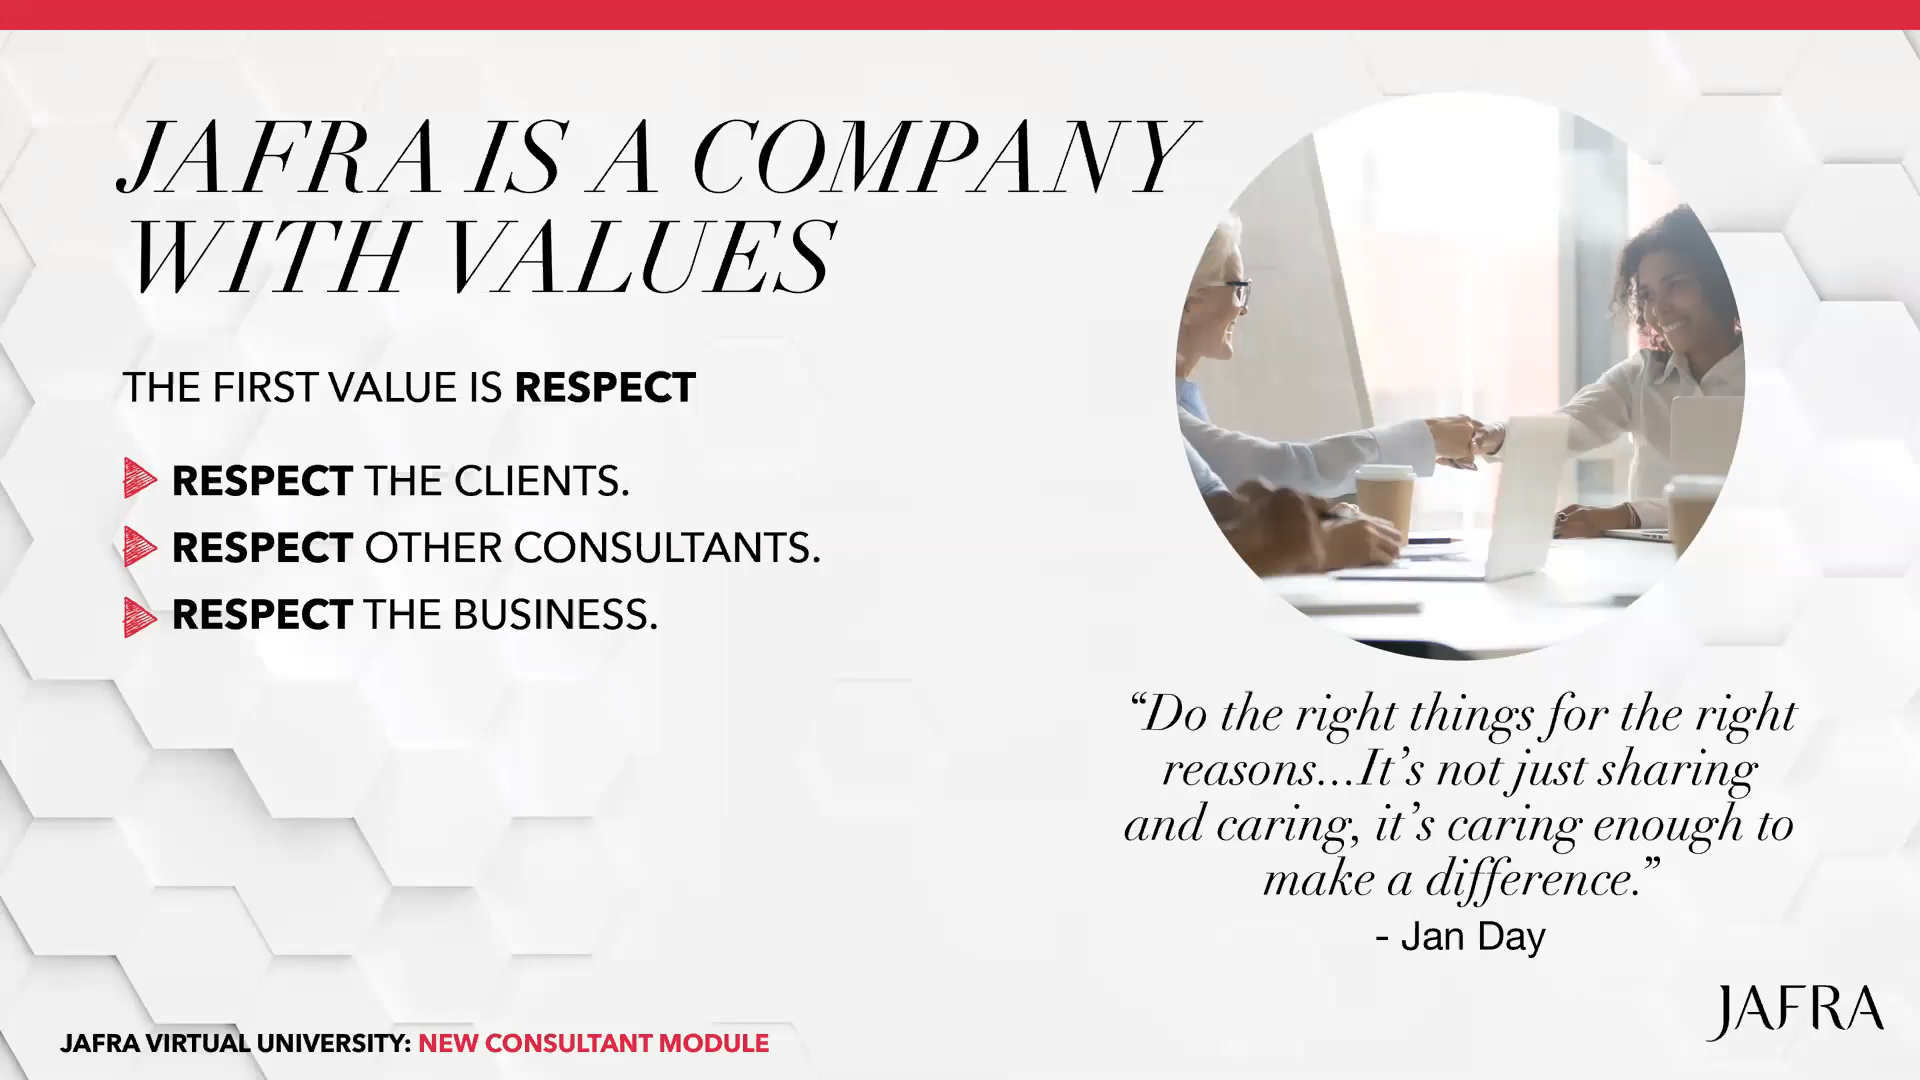 JAFRA IS A COMPANY
WITH VALUES
THE FIRST VALUE IS RESPECT
RESPECT THE CLIENTS.
RESPECT OTHER CONSULTANTS.
RESPECT THE BUSINESS.
“Do the right things for the right
reasons...It’s not just sharing
and caring, it’s caring enough to
make a difference.”
- Jan Day
JAFRA
JAFRA VIRTUAL UNIVERSITY: NEW CONSULTANT MODULE